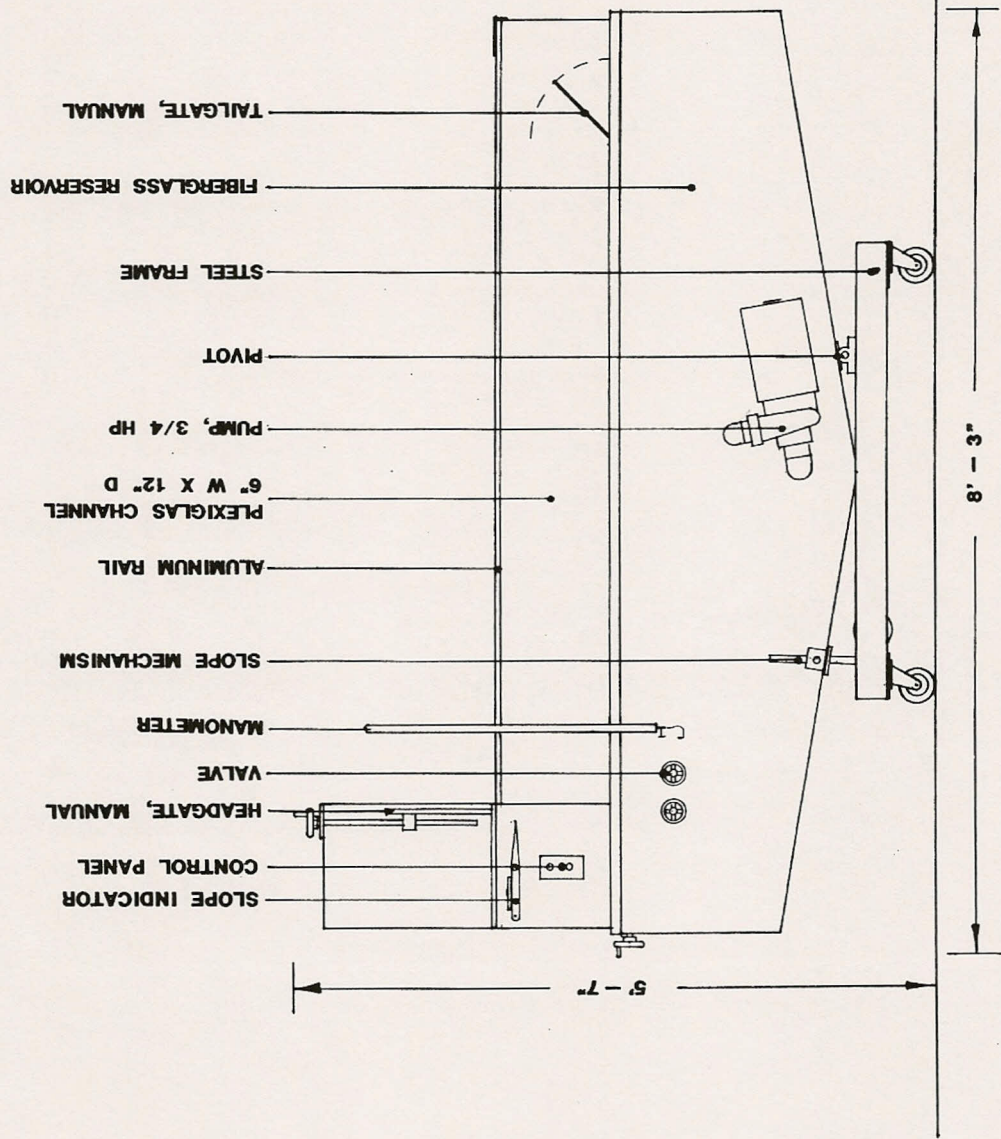 5' - 7"
SLOPE INDICATOR
CONTROL PANEL
HEADGATE, MANUAL
VALVE
MANOMETER
SLOPE MECHANISM
ALUMINUM RAIL
PLEXIGLAS CHANNEL
6" W X 12" D
PUMP, 3/4 HP
PIVOT
STEEL FRAME
FIBERGLASS RESERVOIR
TAILGATE, MANUAL
8' - 3"